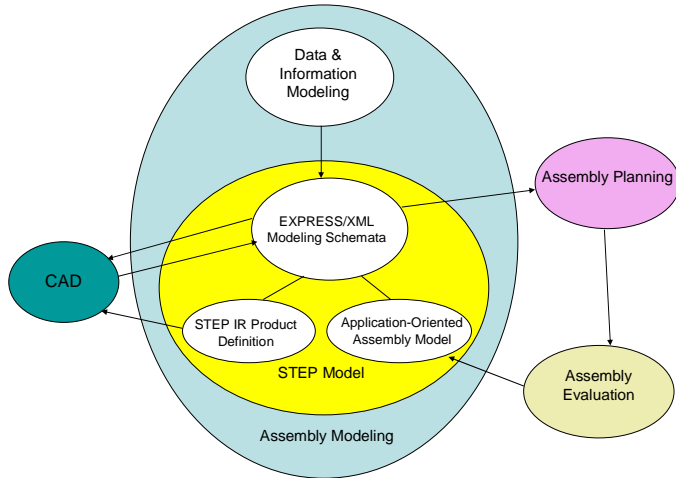 Data &
Information
Modeling
Assembly Planning
EXPRESS/XML
Modeling Schemata
CAD
STEP IR Product
Definition
Application-Oriented
Assembly Model
STEP Model
Assembly
Evaluation
Assembly Modeling